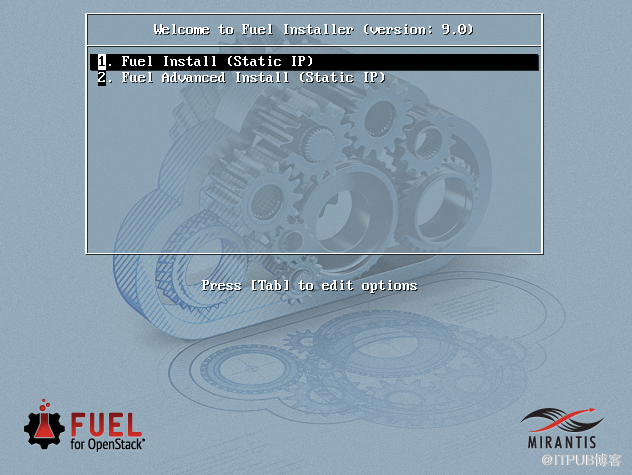 Welcome to Fuel Installer (version: 9.0)
1. Fuel Install (Static IP)
2. Fuel Advanced Install (Static IP)
Press [Tab] to edit options
FUEL
for OpenStack®
MIRANTIS
@ITPUB博客